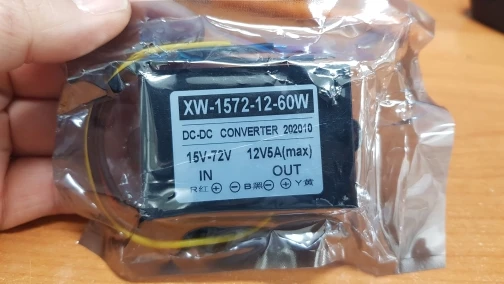 XW-1572-12-60W
DC-DC CONVERTER 202010
15V-72V 12V5A(max)
IN OUT
R红⊕ ⊖B黑⊖ ⊕Y黄